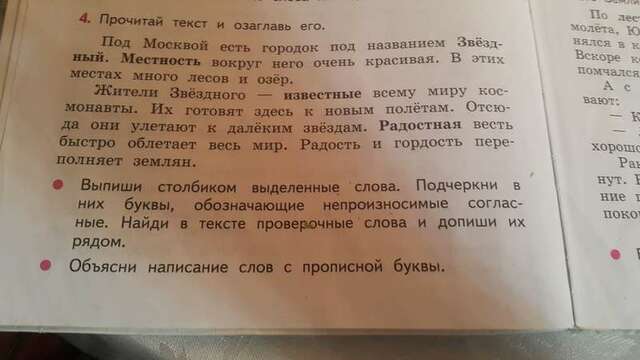 4. Прочитай текст и озаглавь его.
Под Москвой есть городок под названием Звёзд-
ный. Местность вокруг него очень красивая. В этих
местах много лесов и озёр.
Жители Звёздного — известные всему миру кос-
монавты. Их готовят здесь к новым полётам. Отсю-
да они улетают к далёким звёздам. Радостная весть
быстро облетает весь мир. Радость и гордость пере-
полняет землян.
Выпиши столбиком выделенные слова. Подчеркни в
них буквы, обозначающие непроизносимые соглас-
ные. Найди в тексте проверочные слова и допиши их
рядом.
Объясни написание слов с прописной буквы.
По лест
молёта, Ю
нялся в к
Вскоре ко
помчался
А с
вают:
— К
—
хорошо
Ран
нут. Р
ние п
покоч